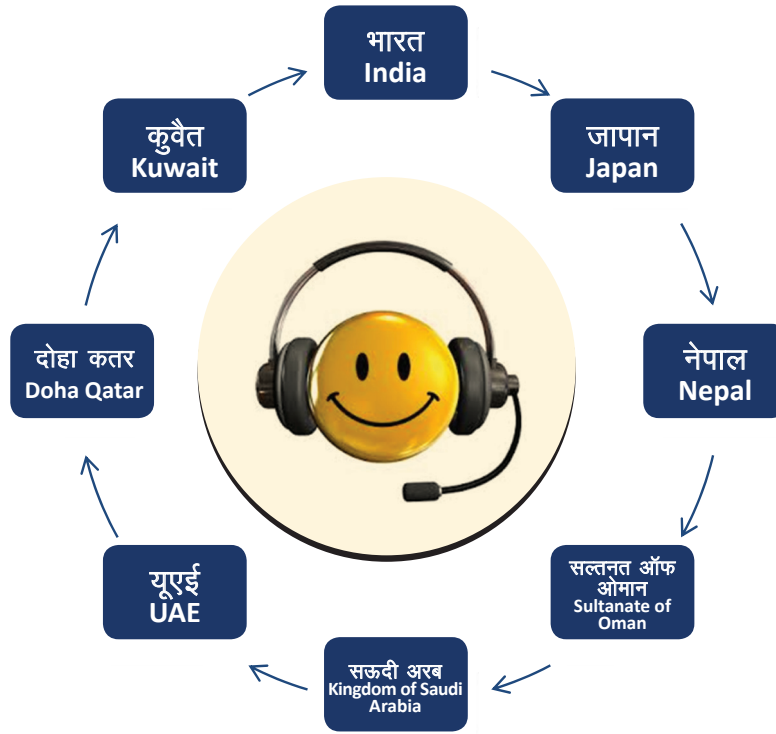 भारत
India
जापान
Japan
नेपाल
Nepal
सल्तनत ऑफ
ओमान
Sultanate of
Oman
सऊदी अरब
Kingdom of Saudi
Arabia
यूएई
UAE
दोहा कतर
Doha Qatar
कुवैत
Kuwait